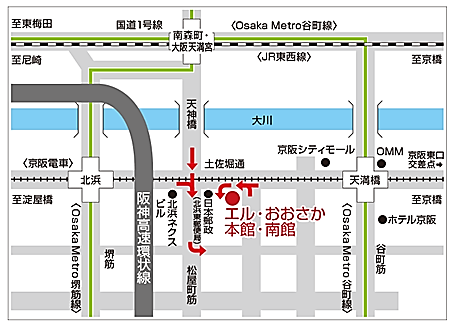 至東梅田
国道1号線
南森町・
大阪天満宮
〈Osaka Metro谷町線〉
至尼崎
〈JR東西線〉
至京橋
天神橋
大川
京阪シティモール
OMM
京阪東口
交差点→
〈京阪電車〉
北浜
土佐堀通
天満橋
至淀屋橋
至京橋
阪神高速環状線
北浜ネクス
ビル
日本郵政
(北浜東郵便局)
エル・おおさか
本館・南館
ホテル京阪
〈Osaka Metro堺筋線〉
堺筋
松屋町筋
〈Osaka Metro谷町線〉
谷町筋